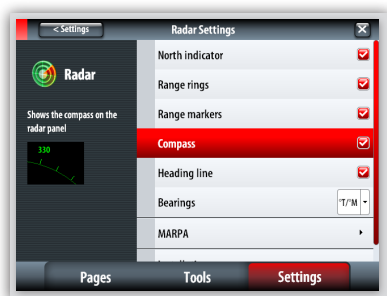 < Settings
Radar Settings
Radar
Shows the compass on the
radar panel
330
North indicator
Range rings
Range markers
Compass
Heading line
Bearings
°T/°M
MARPA
Pages
Tools
Settings